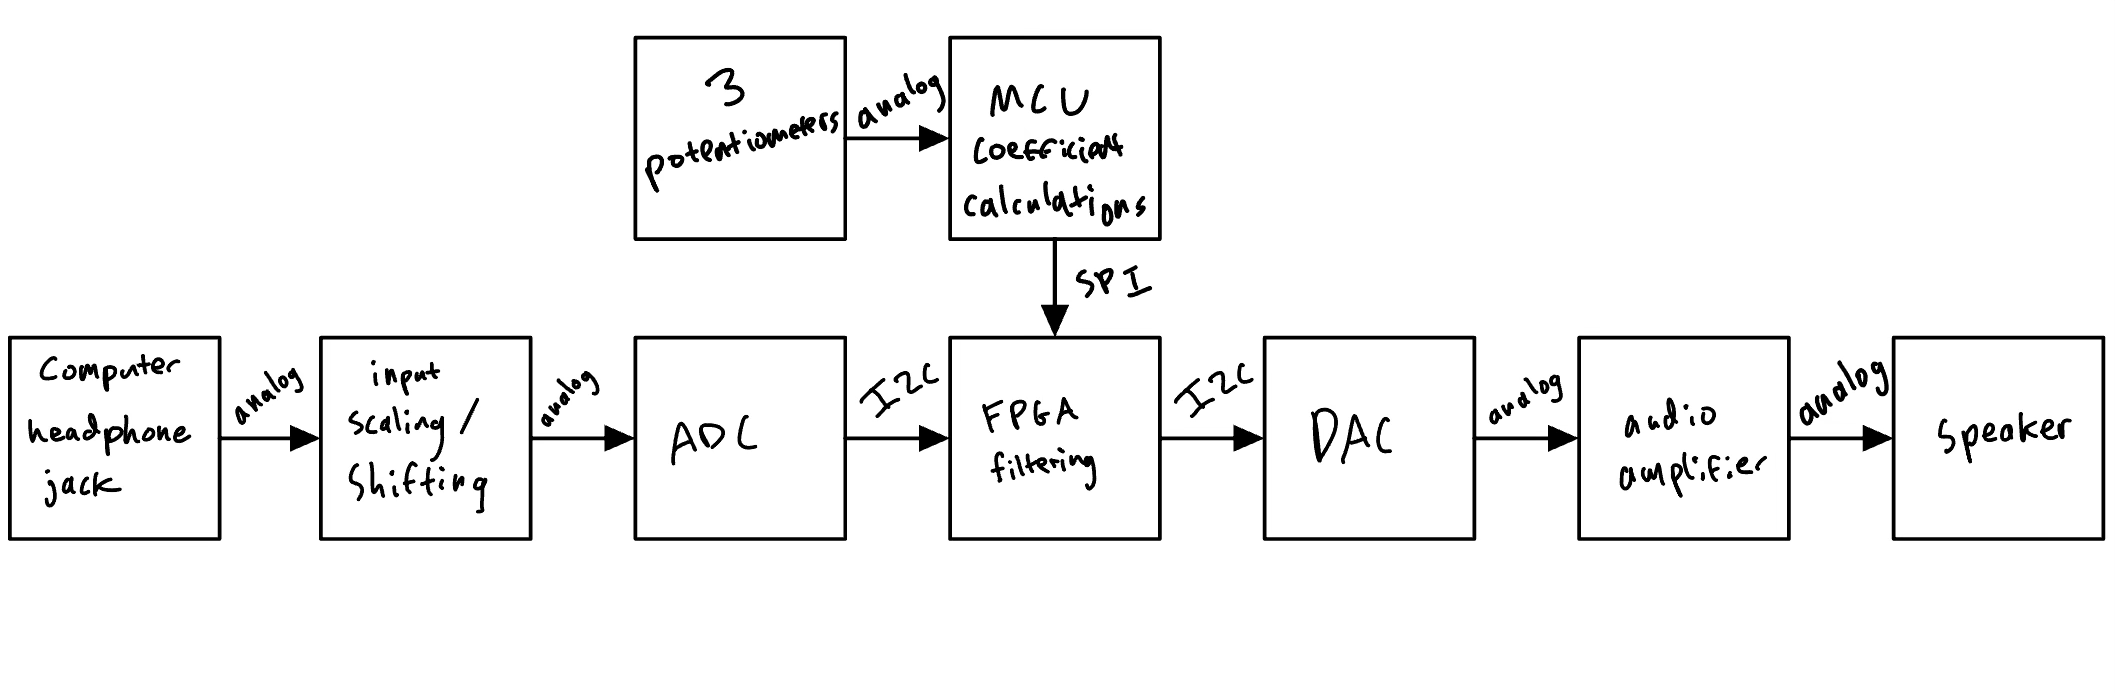 3
potentiometers
analog
MCU
coefficient
calculations
SPI
Computer
headphone
jack
analog
input
scaling/
shifting
analog
ADC
I2C
FPGA
filtering
I2C
DAC
analog
audio
amplifier
analog
speaker